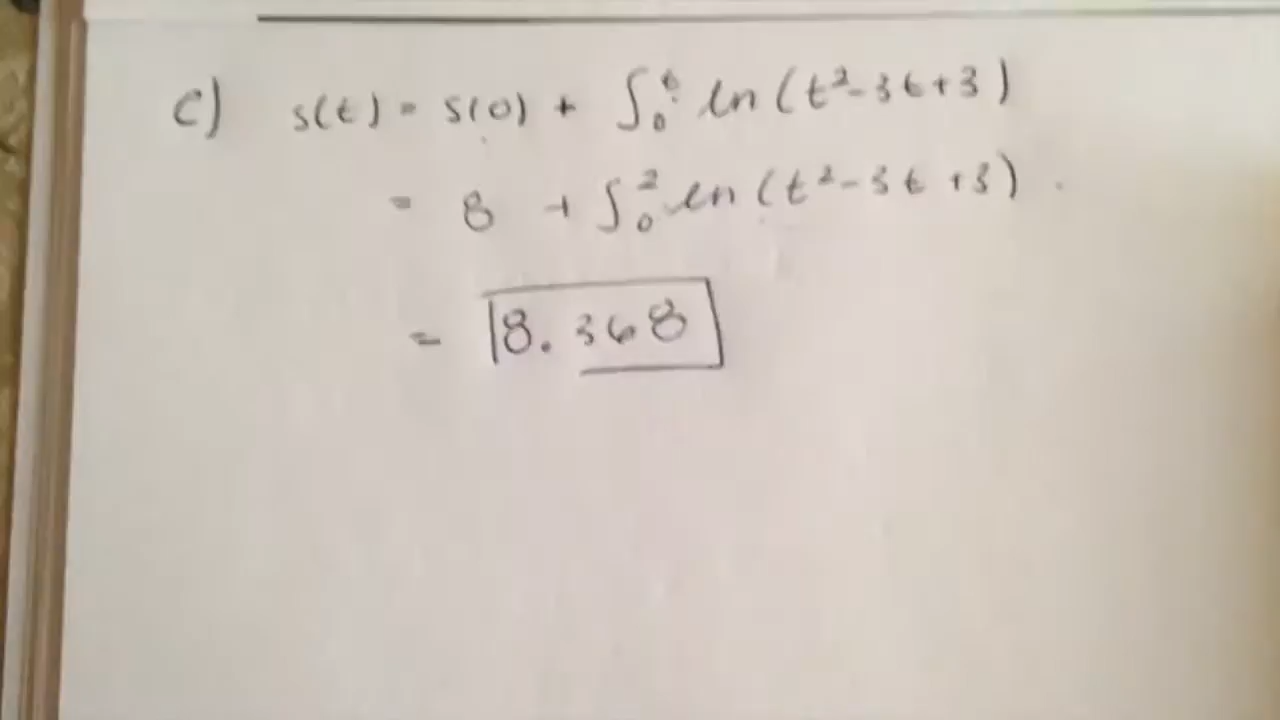 c) s(t) = s(0) + ∫₀ᵗ ln(t²-3t+3)
= 8 + ∫₀² ln(t²-3t+3)
= 8.368